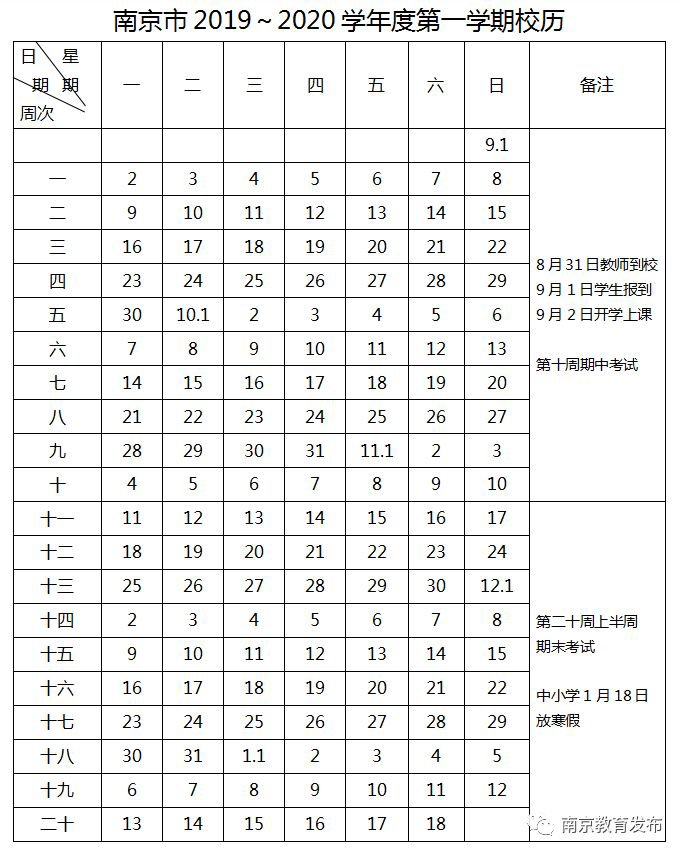 南京市 2019～2020 学年度第一学期校历
日 星
期 期
周次
一 二 三 四 五 六 日 备注
9.1
一 2 3 4 5 6 7 8
二 9 10 11 12 13 14 15
三 16 17 18 19 20 21 22
四 23 24 25 26 27 28 29
五 30 10.1 2 3 4 5 6
六 7 8 9 10 11 12 13
七 14 15 16 17 18 19 20
八 21 22 23 24 25 26 27
九 28 29 30 31 11.1 2 3
十 4 5 6 7 8 9 10
8 月 31 日教师到校
9 月 1 日学生报到
9 月 2 日开学上课
第十周期中考试
十一 11 12 13 14 15 16 17
十二 18 19 20 21 22 23 24
十三 25 26 27 28 29 30 12.1
十四 2 3 4 5 6 7 8
十五 9 10 11 12 13 14 15
十六 16 17 18 19 20 21 22
十七 23 24 25 26 27 28 29
十八 30 31 1.1 2 3 4 5
十九 6 7 8 9 10 11 12
二十 13 14 15 16 17 18
第二十周上半周
期末考试
中小学 1 月 18 日
放寒假
南京教育发布